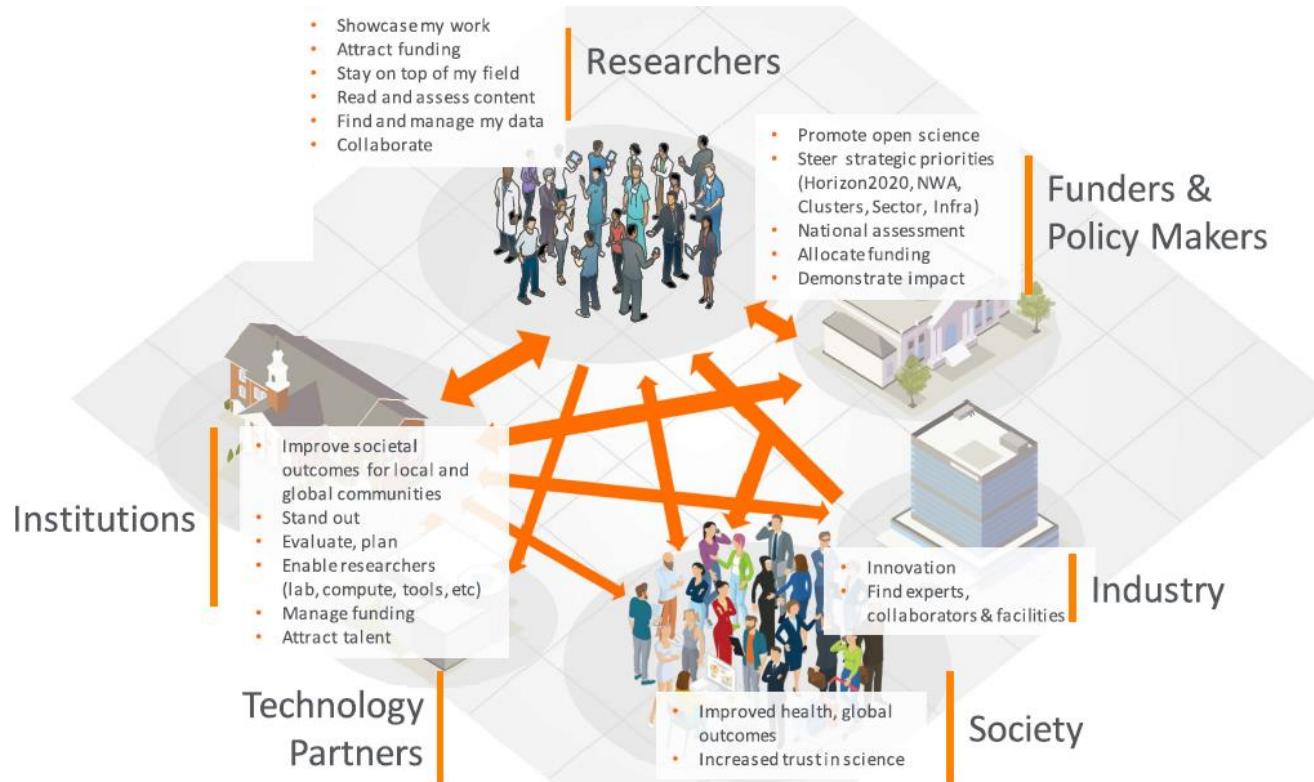 Showcase my work
Attract funding
Stay on top of my field
Read and assess content
Find and manage my data
Collaborate
Researchers
Promote open science
Steer strategic priorities
(Horizon2020, NWA,
Clusters, Sector, Infra)
National assessment
Allocate funding
Demonstrate impact
Funders &
Policy Makers
Institutions
Improve societal
outcomes for local and
global communities
Stand out
Evaluate, plan
Enable researchers
(lab, compute, tools, etc)
Manage funding
Attract talent
Innovation
Find experts,
collaborators & facilities
Industry
Technology
Partners
Improved health, global
outcomes
Increased trust in science
Society